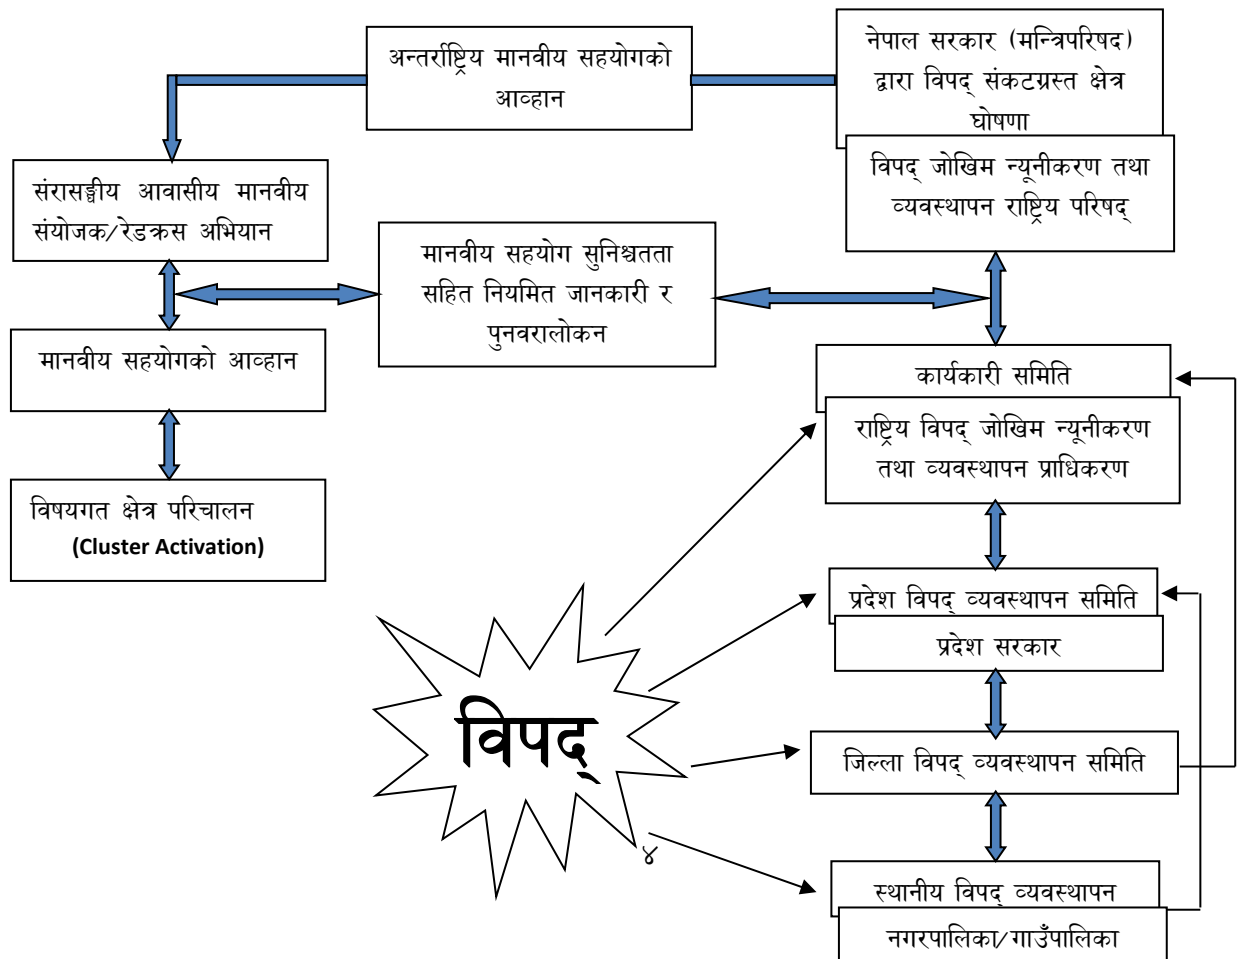 अन्तर्राष्ट्रिय मानवीय सहयोगको
आव्हान
नेपाल सरकार (मन्त्रिपरिषद)
द्वारा विपद् संकटग्रस्त क्षेत्र
घोषणा
विपद् जोखिम न्यूनीकरण तथा
व्यवस्थापन राष्ट्रिय परिषद्
संरासङ्घीय आवासीय मानवीय
संयोजक/रेडक्रस अभियान
मानवीय सहयोग सुनिश्चतता
सहित नियमित जानकारी र
पुनवरालोकन
मानवीय सहयोगको आव्हान
कार्यकारी समिति
राष्ट्रिय विपद् जोखिम न्यूनीकरण
तथा व्यवस्थापन प्राधिकरण
विषयगत क्षेत्र परिचालन
(Cluster Activation)
प्रदेश विपद् व्यवस्थापन समिति
प्रदेश सरकार
विपद्
जिल्ला विपद् व्यवस्थापन समिति
४
स्थानीय विपद् व्यवस्थापन
नगरपालिका/गाउँपालिका